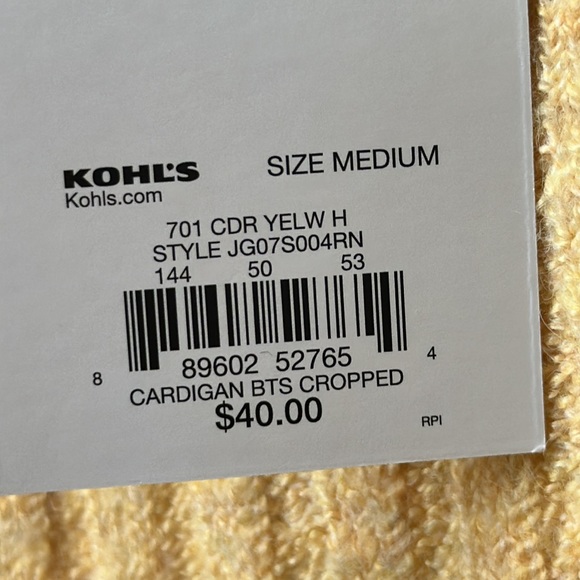 KOHL'S
SIZE MEDIUM
Kohls.com
701 CDR YELW H
STYLE JG07S004RN
144 50 53
8 89602 52765 4
CARDIGAN BTS CROPPED
$40.00
RPI